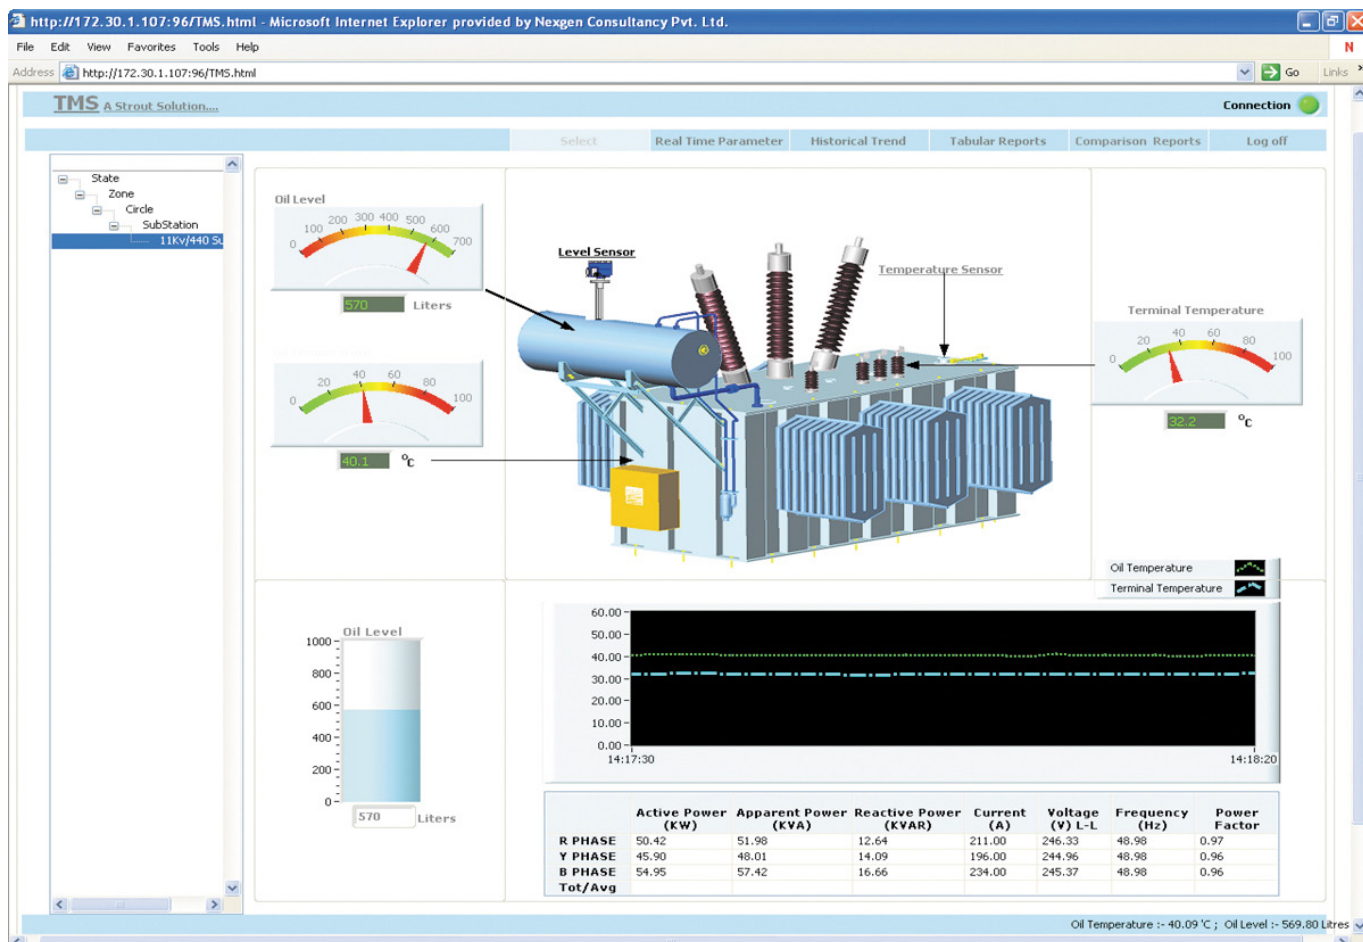 http://172.30.1.107:96/TMS.html - Microsoft Internet Explorer provided by Nexgen Consultancy Pvt. Ltd.
File Edit View Favorites Tools Help
N
Address http://172.30.1.107:96/TMS.html Go Links »
TMS A Strout Solution....
Connection
Select Real Time Parameter Historical Trend Tabular Reports Comparison Reports Log off
State
Zone
Circle
SubStation
11Kv/440 Su
Oil Level
0 100 200 300 400 500 600 700
570 Liters
0 20 40 60 80 100
40.1 °C
Level Sensor
Temperature Sensor
Terminal Temperature
0 20 40 60 80 100
32.2 °C
Oil Level
1000
800
600
400
200
0
570 Liters
Oil Temperature
Terminal Temperature
60.00
50.00
40.00
30.00
20.00
10.00
0.00
14:17:30 14:18:20
Active Power (KW) Apparent Power (KVA) Reactive Power (KVAR) Current (A) Voltage (V) L-L Frequency (Hz) Power Factor
R PHASE 50.42 51.98 12.64 211.00 246.33 48.98 0.97
Y PHASE 45.90 48.01 14.09 196.00 244.96 48.98 0.96
B PHASE 54.95 57.42 16.66 234.00 245.37 48.98 0.96
Tot/Avg
Oil Temperature :- 40.09 'C ; Oil Level :- 569.80 Litres